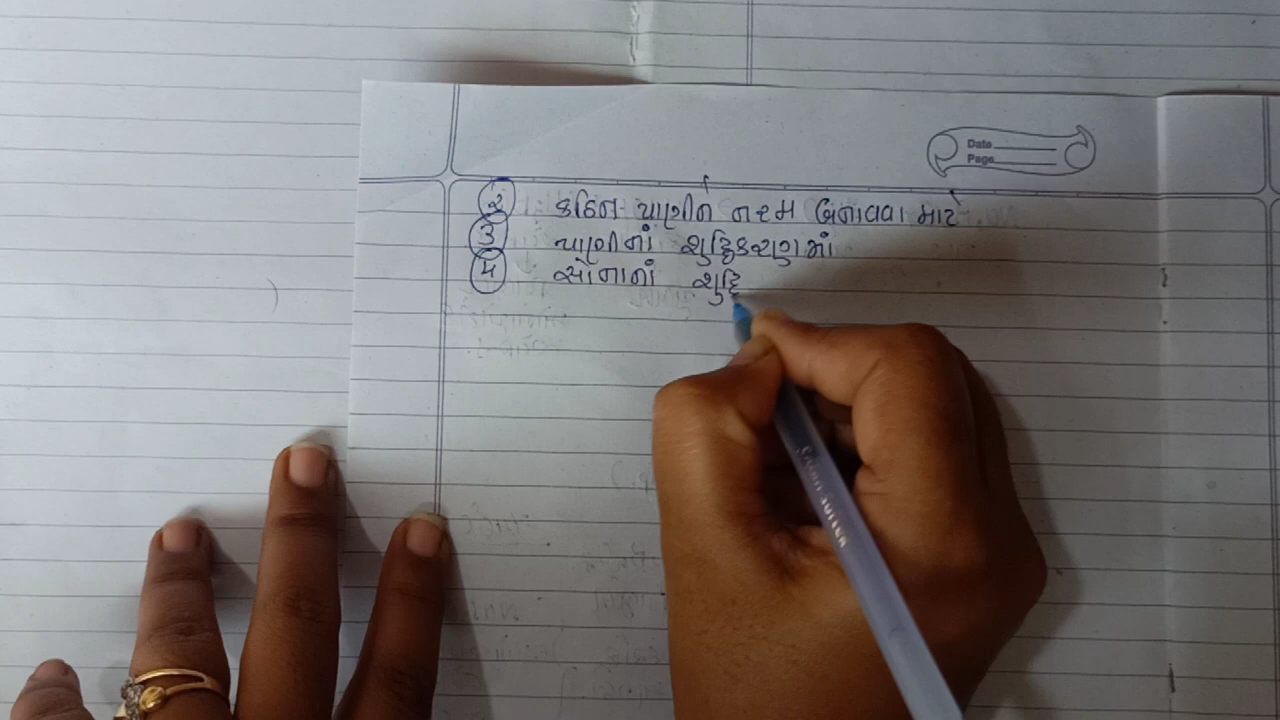 Date
Page
૨ કઠિન પાણીને નરમ બનાવવા માટે
૩ પાણીનાં શુદ્ધિકરણમાં
૪ સોનાનાં શુદ્ધિ